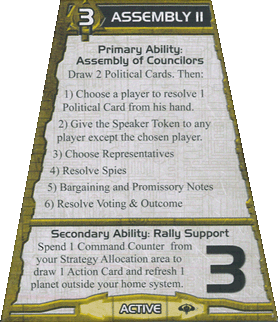 3 ASSEMBLY II
Primary Ability:
Assembly of Councilors
Draw 2 Political Cards. Then:
1) Choose a player to resolve 1
Political Card from his hand.
2) Give the Speaker Token to any
player except the chosen player.
3) Choose Representatives
4) Resolve Spies
5) Bargaining and Promissory Notes
6) Resolve Voting & Outcome
Secondary Ability: Rally Support
Spend 1 Command Counter from
your Strategy Allocation area to
draw 1 Action Card and refresh 1
planet outside your home system.
3
ACTIVE